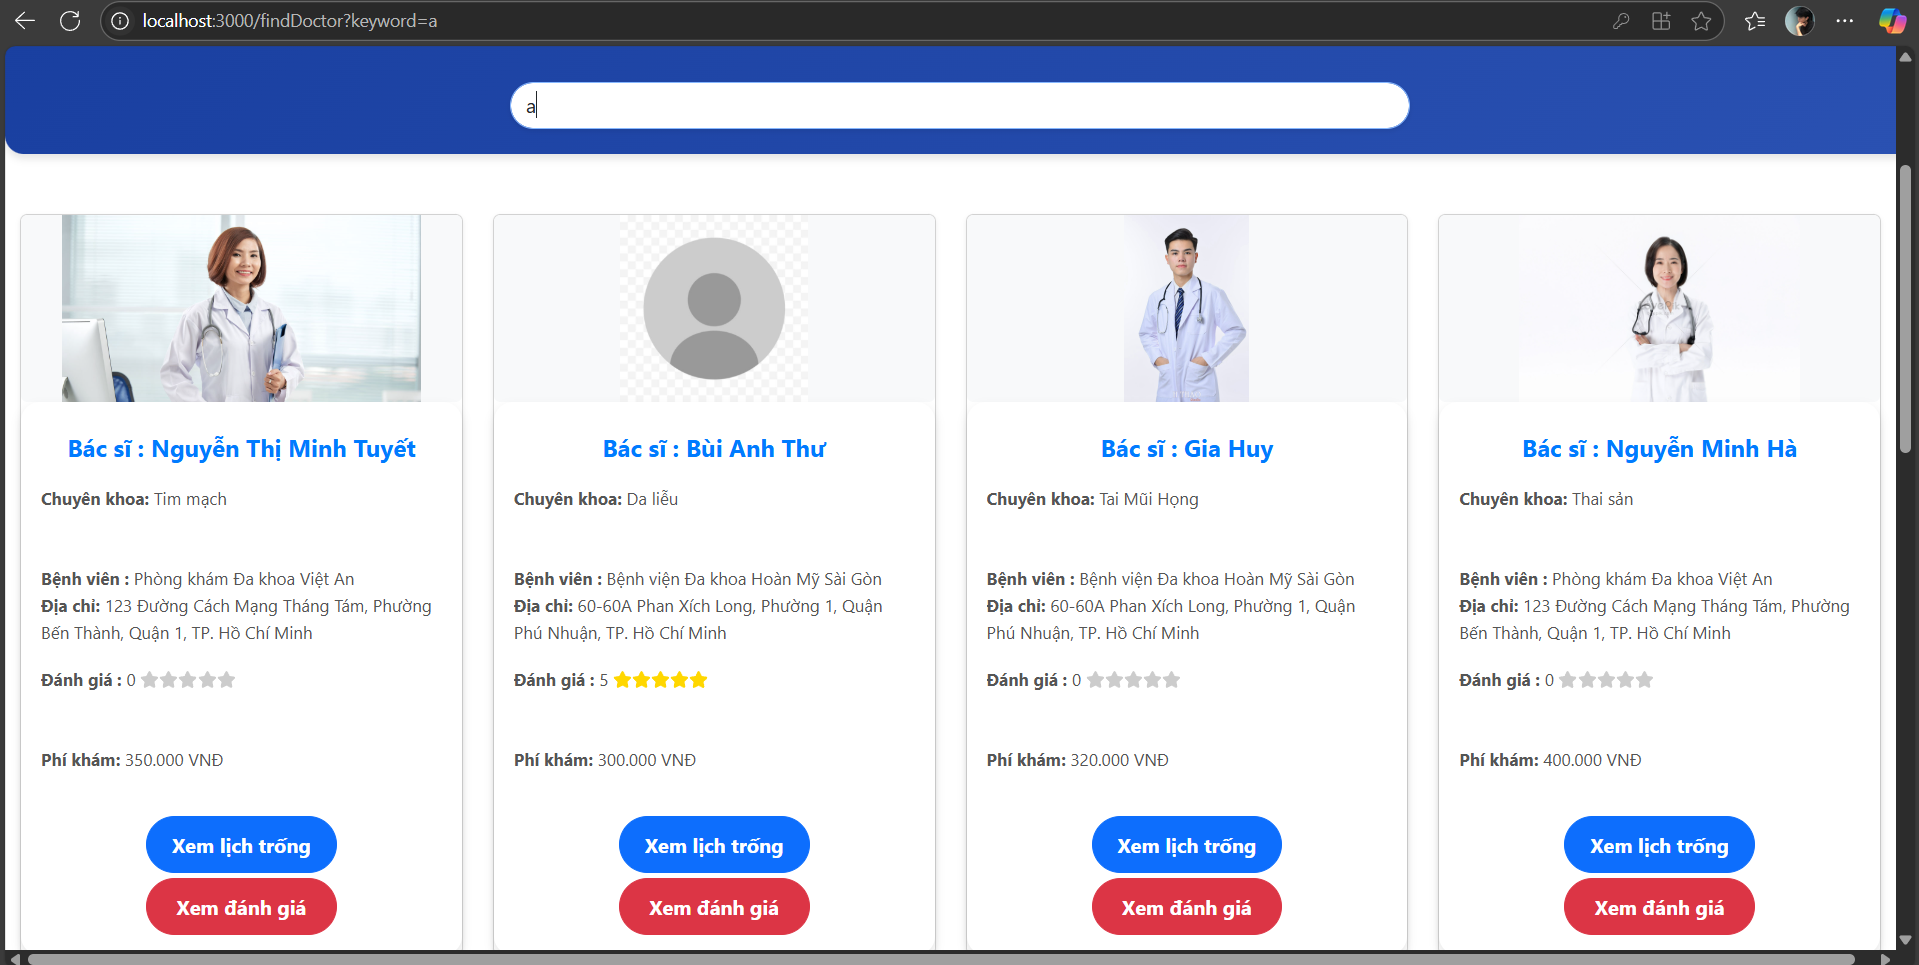 localhost:3000/findDoctor?keyword=a
a
Bác sĩ : Nguyễn Thị Minh Tuyết
Chuyên khoa: Tim mạch
Bệnh viên : Phòng khám Đa khoa Việt An
Địa chỉ: 123 Đường Cách Mạng Tháng Tám, Phường
Bến Thành, Quận 1, TP. Hồ Chí Minh
Đánh giá : 0
Phí khám: 350.000 VNĐ
Xem lịch trống
Xem đánh giá
Bác sĩ : Bùi Anh Thư
Chuyên khoa: Da liễu
Bệnh viên : Bệnh viện Đa khoa Hoàn Mỹ Sài Gòn
Địa chỉ: 60-60A Phan Xích Long, Phường 1, Quận
Phú Nhuận, TP. Hồ Chí Minh
Đánh giá : 5
Phí khám: 300.000 VNĐ
Xem lịch trống
Xem đánh giá
Bác sĩ : Gia Huy
Chuyên khoa: Tai Mũi Họng
Bệnh viên : Bệnh viện Đa khoa Hoàn Mỹ Sài Gòn
Địa chỉ: 60-60A Phan Xích Long, Phường 1, Quận
Phú Nhuận, TP. Hồ Chí Minh
Đánh giá : 0
Phí khám: 320.000 VNĐ
Xem lịch trống
Xem đánh giá
Bác sĩ : Nguyễn Minh Hà
Chuyên khoa: Thai sản
Bệnh viên : Phòng khám Đa khoa Việt An
Địa chỉ: 123 Đường Cách Mạng Tháng Tám, Phường
Bến Thành, Quận 1, TP. Hồ Chí Minh
Đánh giá : 0
Phí khám: 400.000 VNĐ
Xem lịch trống
Xem đánh giá